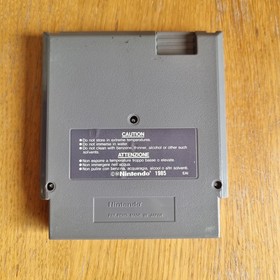 CAUTION
●Do not store in extreme temperatures.
●Do not immerse in water.
●Do not clean with benzene, thinner, alcohol or other such
solvents.
ATTENZIONE
●Non esporre a temperature troppo basse o elevate.
●Non immergere nell' acqua.
●Non pulire con benzina, acquaragia, alcool o altri solventi.
©Nintendo 1985
Nintendo